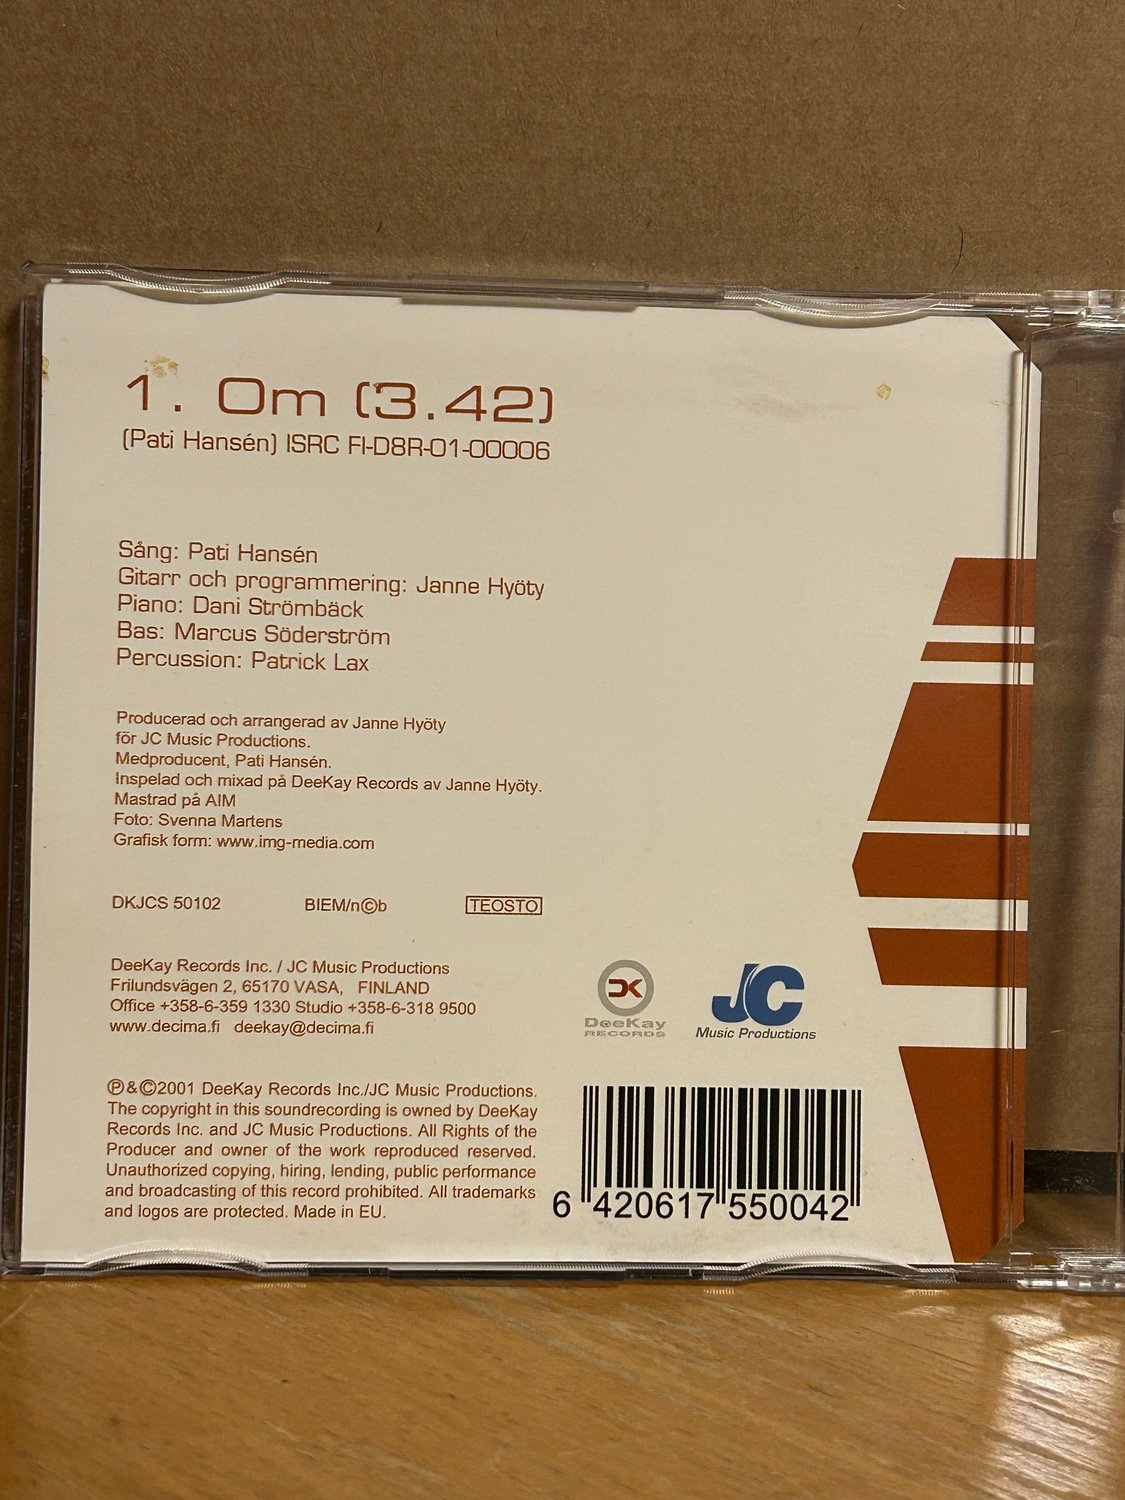 1. Om (3.42)
(Pati Hansén) ISRC FI-D8R-01-00006
Sång: Pati Hansén
Gitarr och programmering: Janne Hyöty
Piano: Dani Strömbäck
Bas: Marcus Söderström
Percussion: Patrick Lax
Producerad och arrangerad av Janne Hyöty
för JC Music Productions.
Medproducent, Pati Hansén.
Inspelad och mixad på DeeKay Records av Janne Hyöty.
Mastrad på AIM
Foto: Svenna Martens
Grafisk form: www.img-media.com
DKJCS 50102 BIEM/n©b TEOSTO
DeeKay Records Inc. / JC Music Productions
Frilundsvägen 2, 65170 VASA, FINLAND
Office +358-6-359 1330 Studio +358-6-318 9500
www.decima.fi deekay@decima.fi
DK
DeeKay
RECORDS
JC
Music Productions
℗&©2001 DeeKay Records Inc./JC Music Productions.
The copyright in this soundrecording is owned by DeeKay
Records Inc. and JC Music Productions. All Rights of the
Producer and owner of the work reproduced reserved.
Unauthorized copying, hiring, lending, public performance
and broadcasting of this record prohibited. All trademarks
and logos are protected. Made in EU.
6 420617 550042